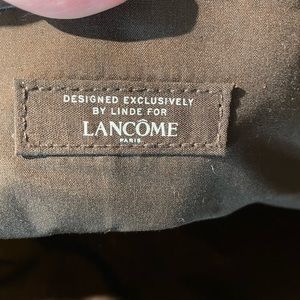 DESIGNED EXCLUSIVELY
BY LINDE FOR
LANCÔME
PARIS